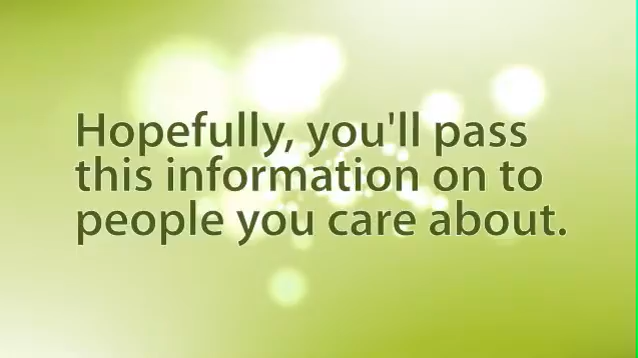 Hopefully, you'll pass
this information on to
people you care about.